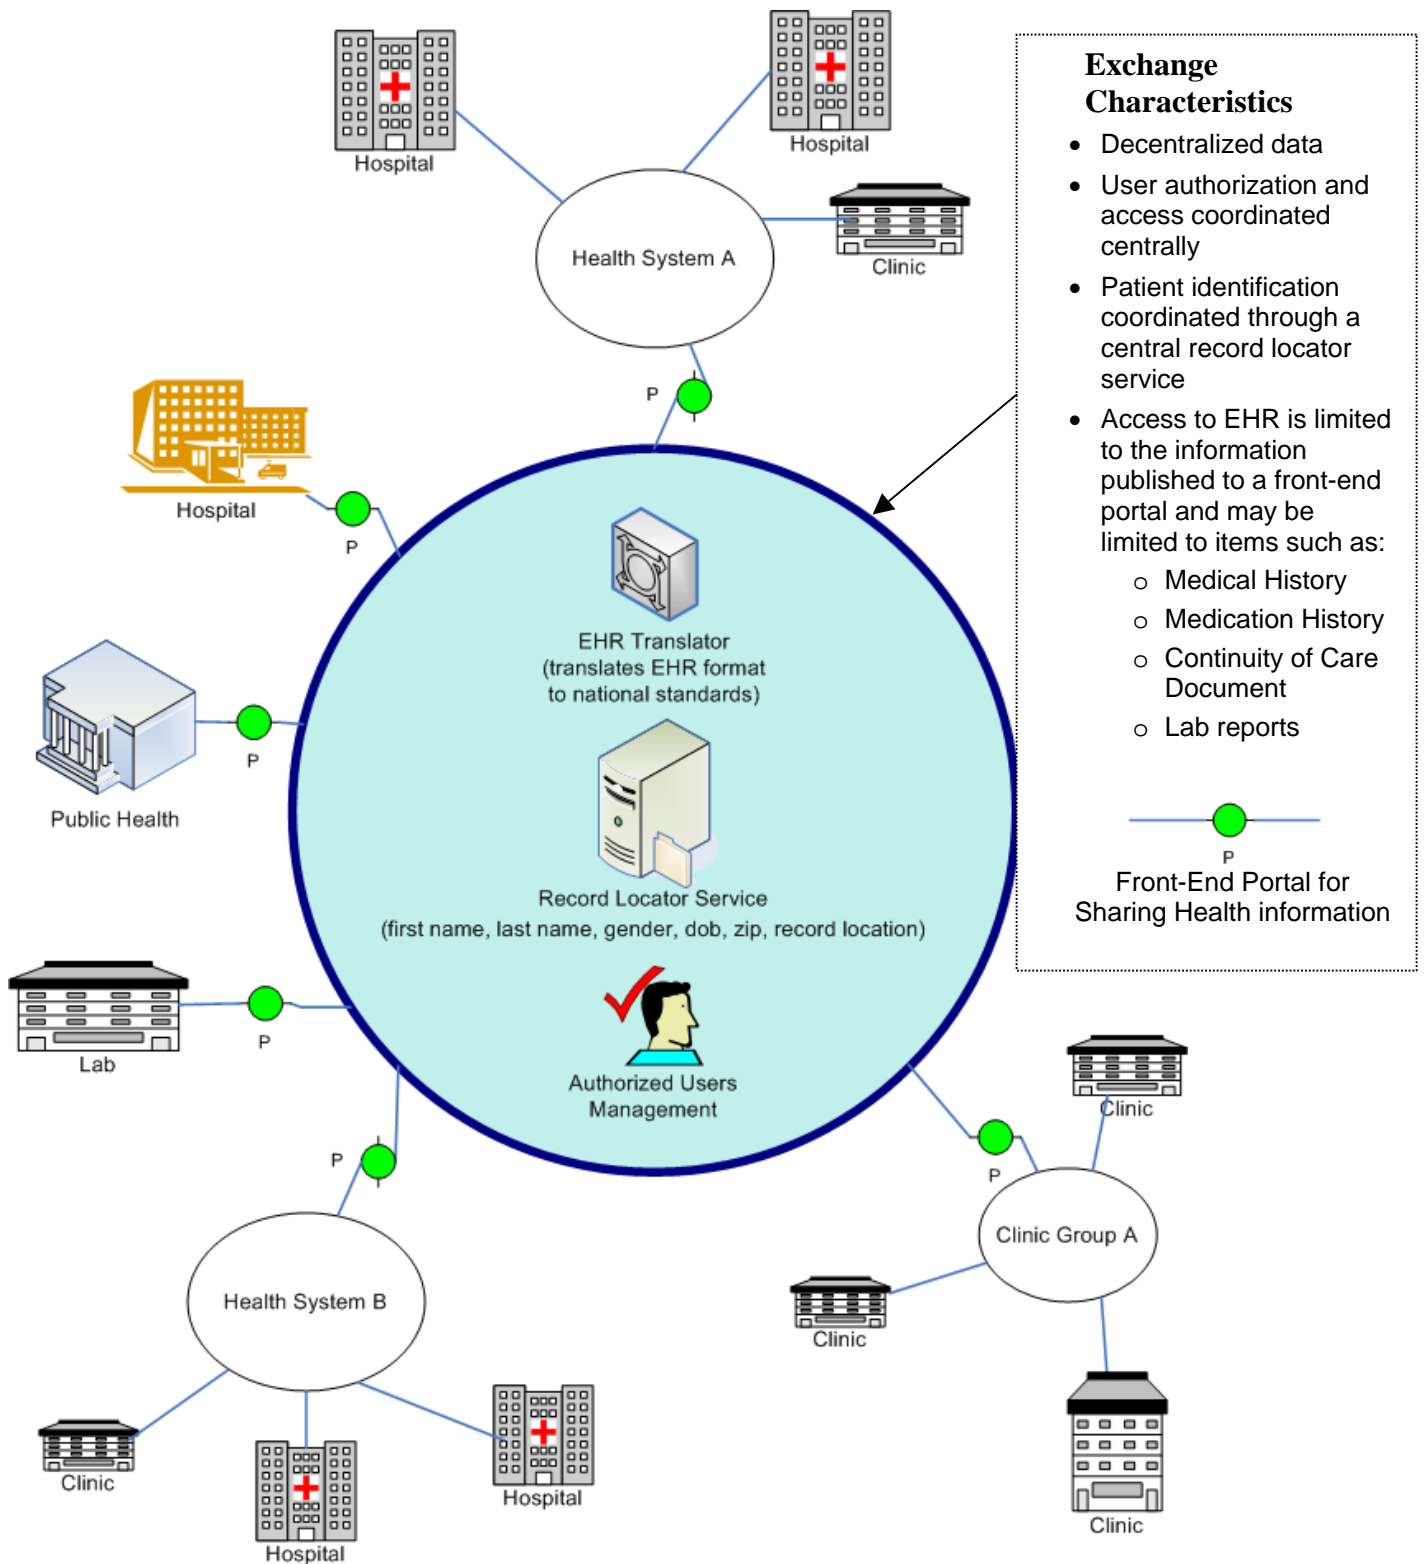 Hospital
Hospital
Health System A
Clinic
P
Hospital
P
Public Health
P
Lab
P
EHR Translator
(translates EHR format
to national standards)
Record Locator Service
(first name, last name, gender, dob, zip, record location)
Authorized Users
Management
P
Health System B
Clinic
Hospital
Hospital
P
Clinic Group A
Clinic
Clinic
Clinic
Exchange
Characteristics
• Decentralized data
• User authorization and
access coordinated
centrally
• Patient identification
coordinated through a
central record locator
service
• Access to EHR is limited
to the information
published to a front-end
portal and may be
limited to items such as:
o Medical History
o Medication History
o Continuity of Care
Document
o Lab reports
P
Front-End Portal for
Sharing Health information